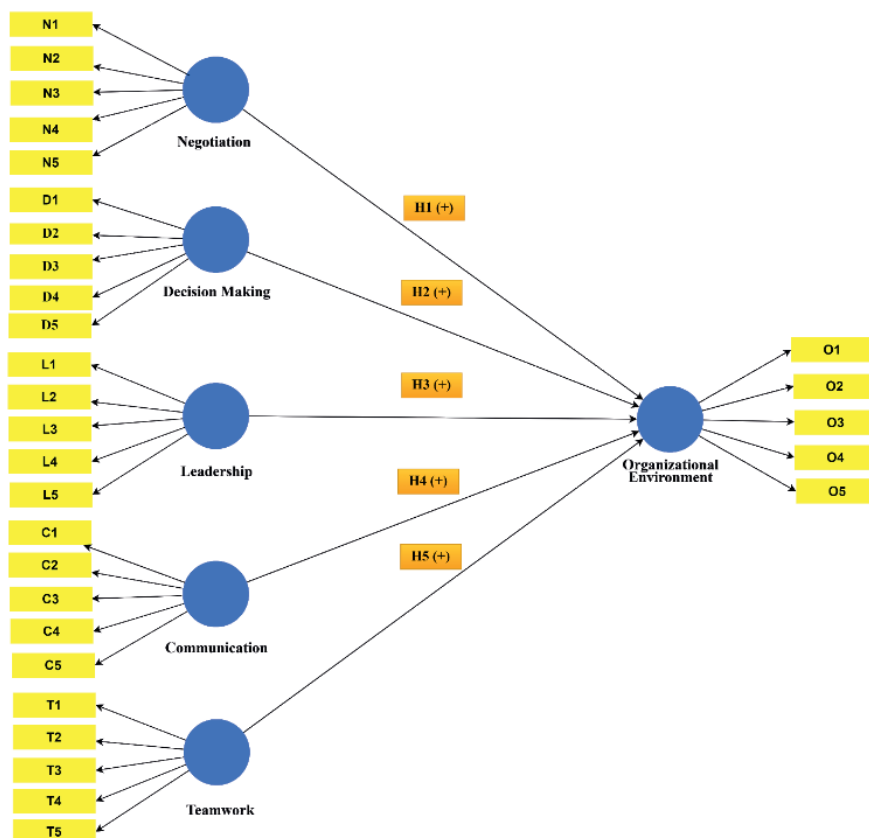 N1
N2
N3
N4
N5
Negotiation
D1
D2
D3
D4
D5
Decision Making
L1
L2
L3
L4
L5
Leadership
C1
C2
C3
C4
C5
Communication
T1
T2
T3
T4
T5
Teamwork
H1 (+)
H2 (+)
H3 (+)
H4 (+)
H5 (+)
Organizational
Environment
O1
O2
O3
O4
O5